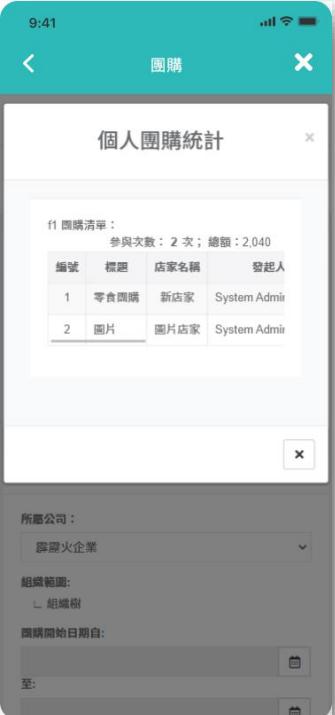 9:41
團購
個人團購統計
×
f1 團購清單：
參與次數： 2 次； 總額：2,040
編號 標題 店家名稱 發起人
1 零食團購 新店家 System Admin
2 圖片 圖片店家 System Admin
×
所屬公司：
霹靂火企業
組織範圍:
組織樹
團購開始日期自:
至: